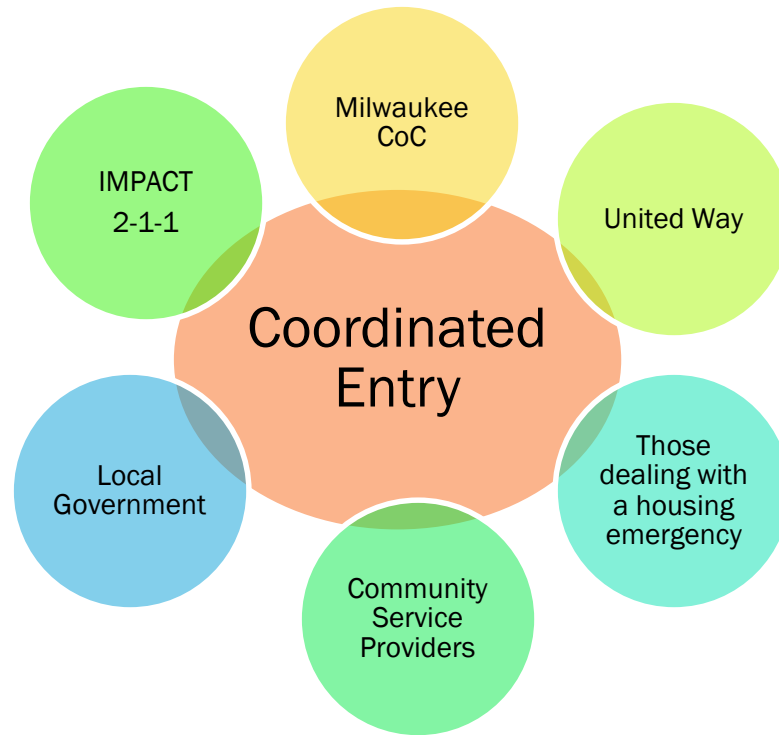 Milwaukee
CoC
IMPACT
2-1-1
United Way
Coordinated
Entry
Local
Government
Those
dealing with
a housing
emergency
Community
Service
Providers